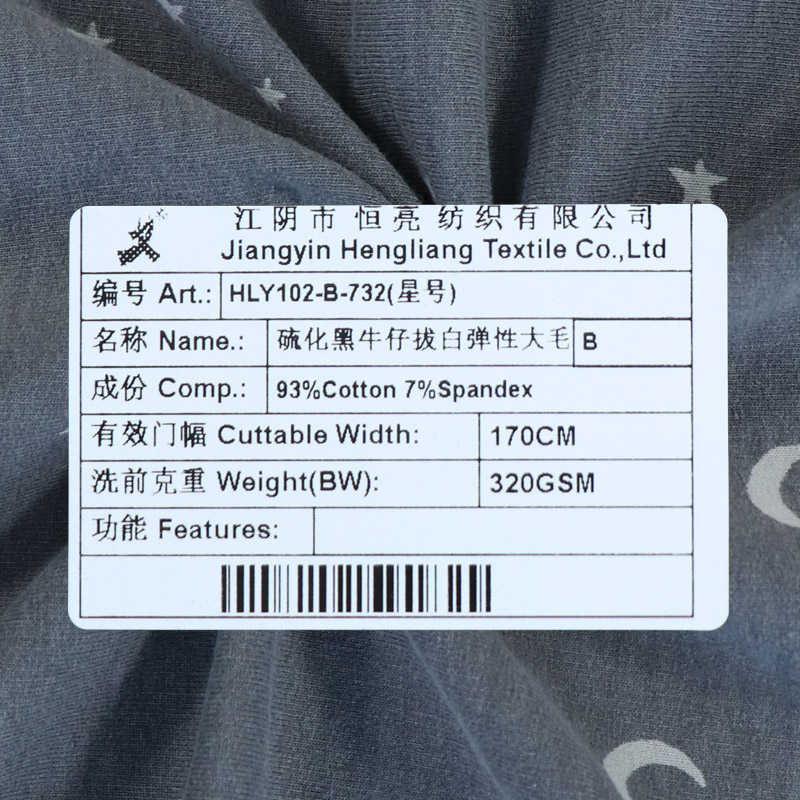 江阴市恒亮纺织有限公司
Jiangyin Hengliang Textile Co.,Ltd
编号 Art.: HLY102-B-732(星号)
名称 Name.: 硫化黑牛仔拔白弹性大毛 B
成份 Comp.: 93%Cotton 7%Spandex
有效门幅 Cuttable Width: 170CM
洗前克重 Weight(BW): 320GSM
功能 Features: